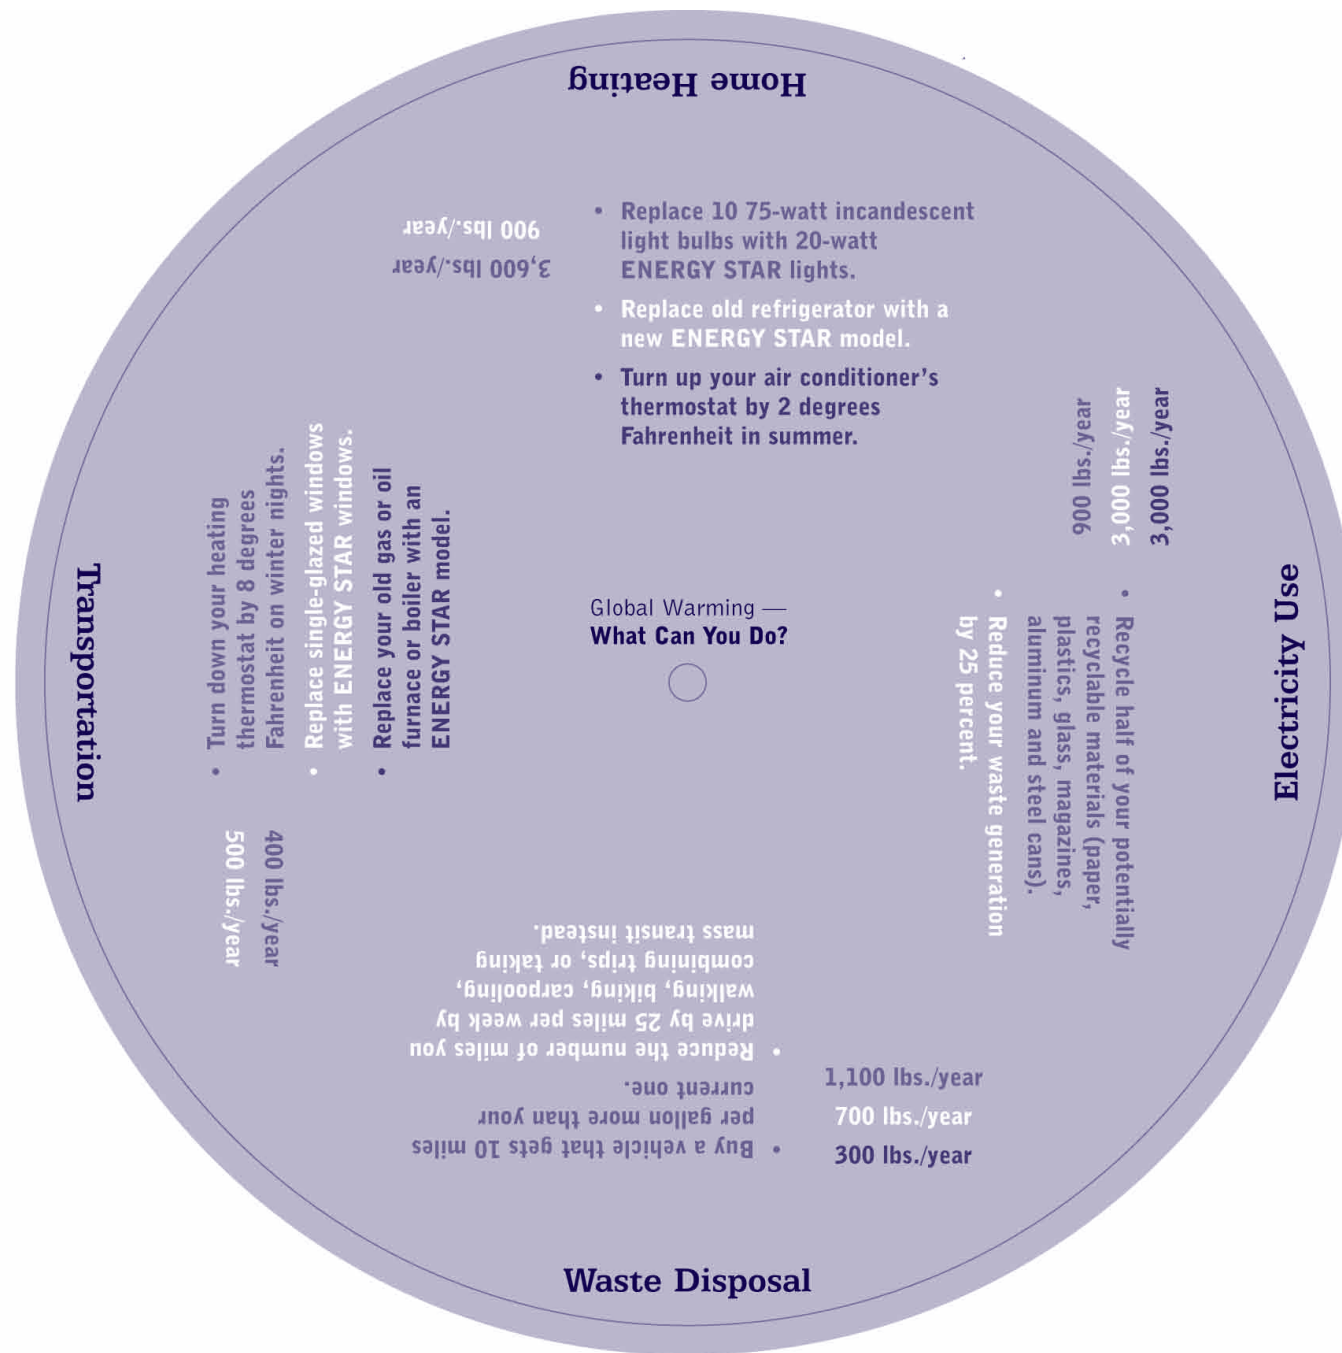 Home Heating
900 lbs./year
3,600 lbs./year
• Replace 10 75-watt incandescent
light bulbs with 20-watt
ENERGY STAR lights.
• Replace old refrigerator with a
new ENERGY STAR model.
• Turn up your air conditioner’s
thermostat by 2 degrees
Fahrenheit in summer.
900 lbs./year
3,000 lbs./year
3,000 lbs./year
Electricity Use
• Recycle half of your potentially
recyclable materials (paper,
plastics, glass, magazines,
aluminum and steel cans).
• Reduce your waste generation
by 25 percent.
Global Warming —
What Can You Do?
Transportation
• Turn down your heating
thermostat by 8 degrees
Fahrenheit on winter nights.
• Replace single-glazed windows
with ENERGY STAR windows.
• Replace your old gas or oil
furnace or boiler with an
ENERGY STAR model.
400 lbs./year
500 lbs./year
• Buy a vehicle that gets 10 miles
per gallon more than your
current one.
• Reduce the number of miles you
drive by 25 miles per week by
walking, biking, carpooling,
combining trips, or taking
mass transit instead.
1,100 lbs./year
700 lbs./year
300 lbs./year
Waste Disposal